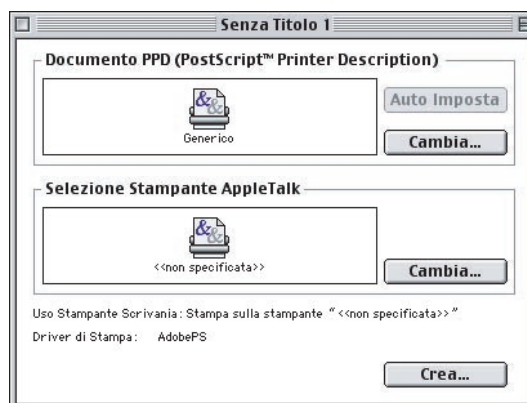 Senza Titolo 1
Documento PPD (PostScript™ Printer Description)
Generico
Auto Imposta
Cambia...
Selezione Stampante AppleTalk
<<non specificata>>
Cambia...
Uso Stampante Scrivania: Stampa sulla stampante “<<non specificata>>”
Driver di Stampa: AdobePS
Crea...